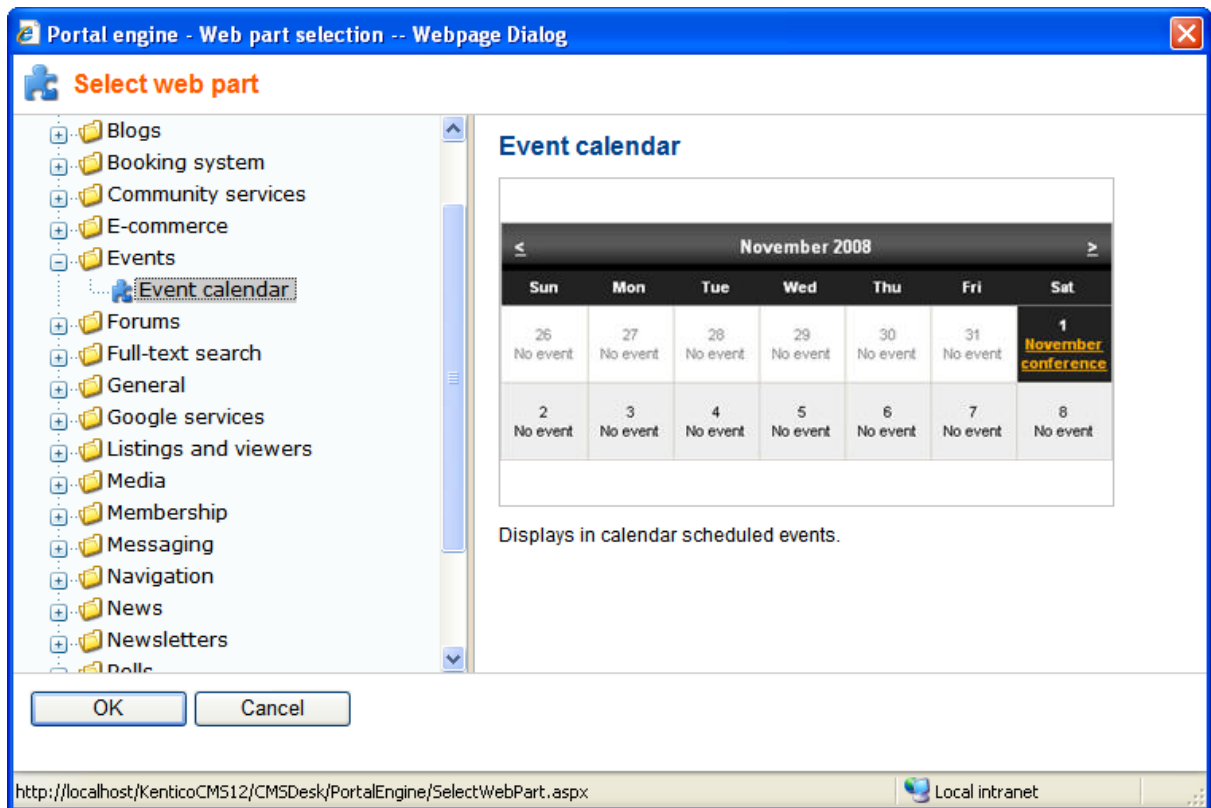 Portal engine - Web part selection -- Webpage Dialog
Select web part
Blogs
Booking system
Community services
E-commerce
Events
Event calendar
Forums
Full-text search
General
Google services
Listings and viewers
Media
Membership
Messaging
Navigation
News
Newsletters
Polls
Event calendar
< November 2008 >
Sun Mon Tue Wed Thu Fri Sat
26 27 28 29 30 31 1
No event No event No event No event No event No event November
conference
2 3 4 5 6 7 8
No event No event No event No event No event No event No event
Displays in calendar scheduled events.
OK Cancel
http://localhost/KenticoCMS12/CMSDesk/PortalEngine/SelectWebPart.aspx Local intranet